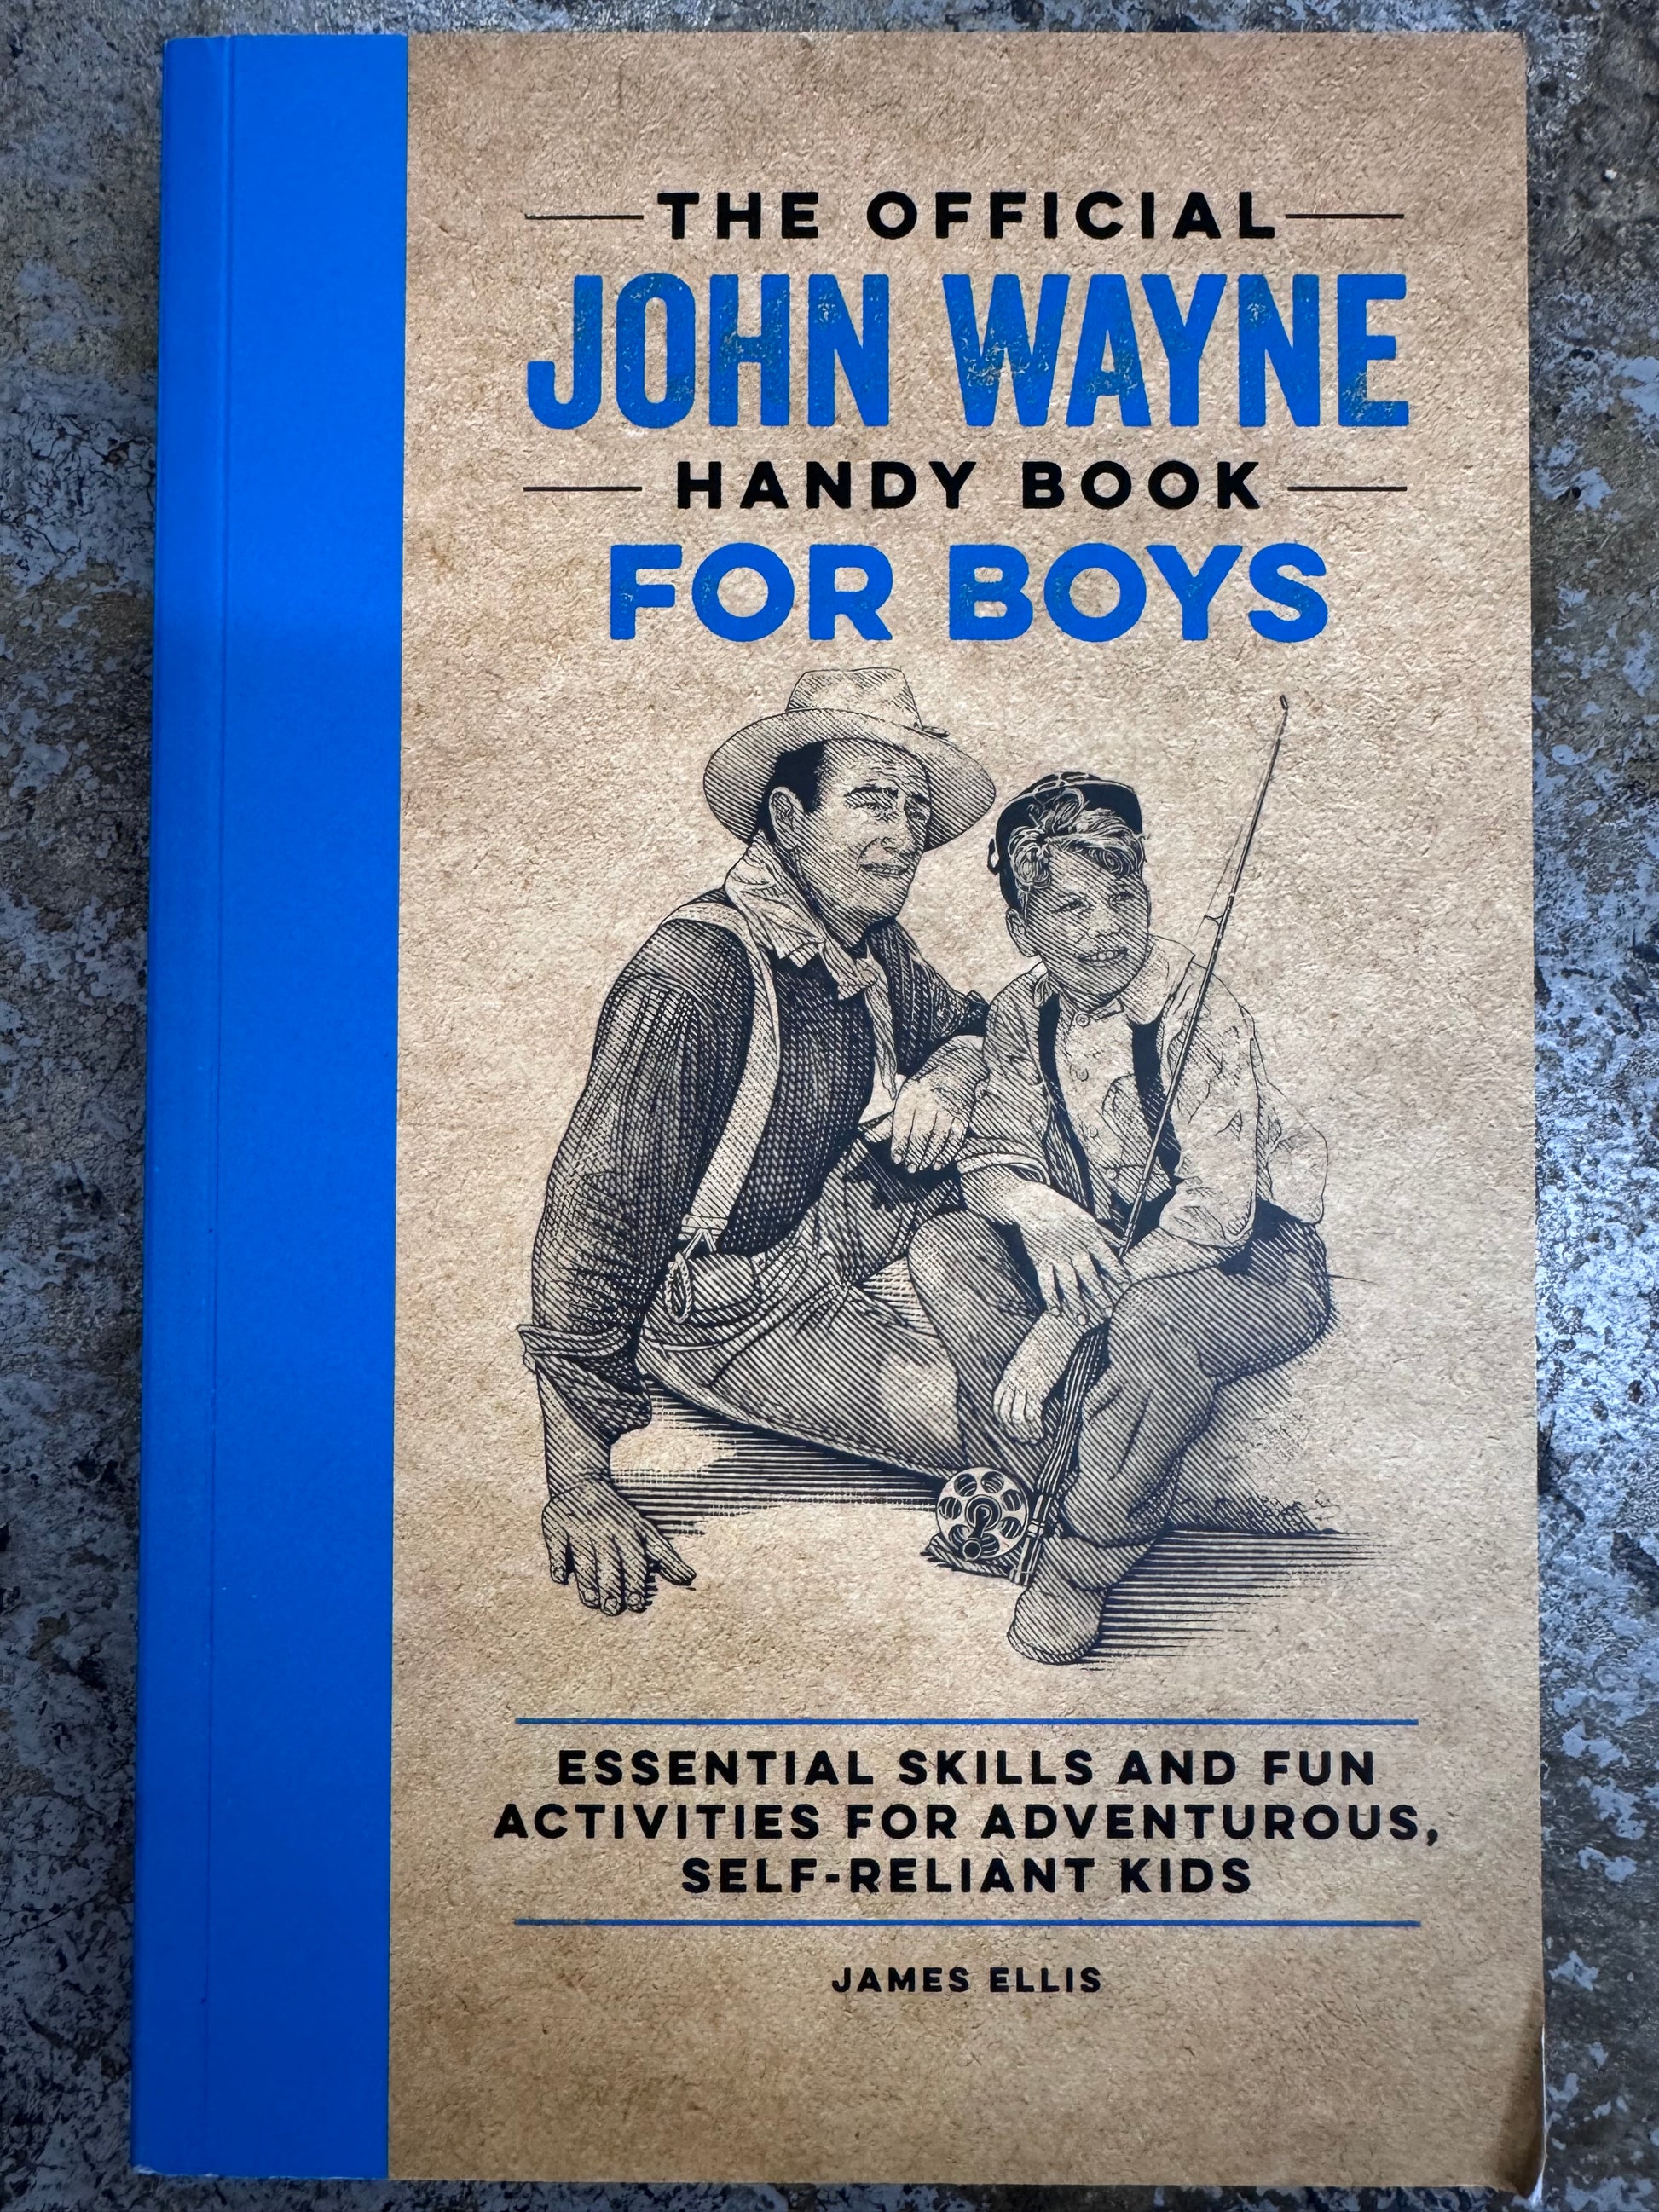 THE OFFICIAL
JOHN WAYNE
HANDY BOOK
FOR BOYS
ESSENTIAL SKILLS AND FUN
ACTIVITIES FOR ADVENTUROUS,
SELF-RELIANT KIDS
JAMES ELLIS